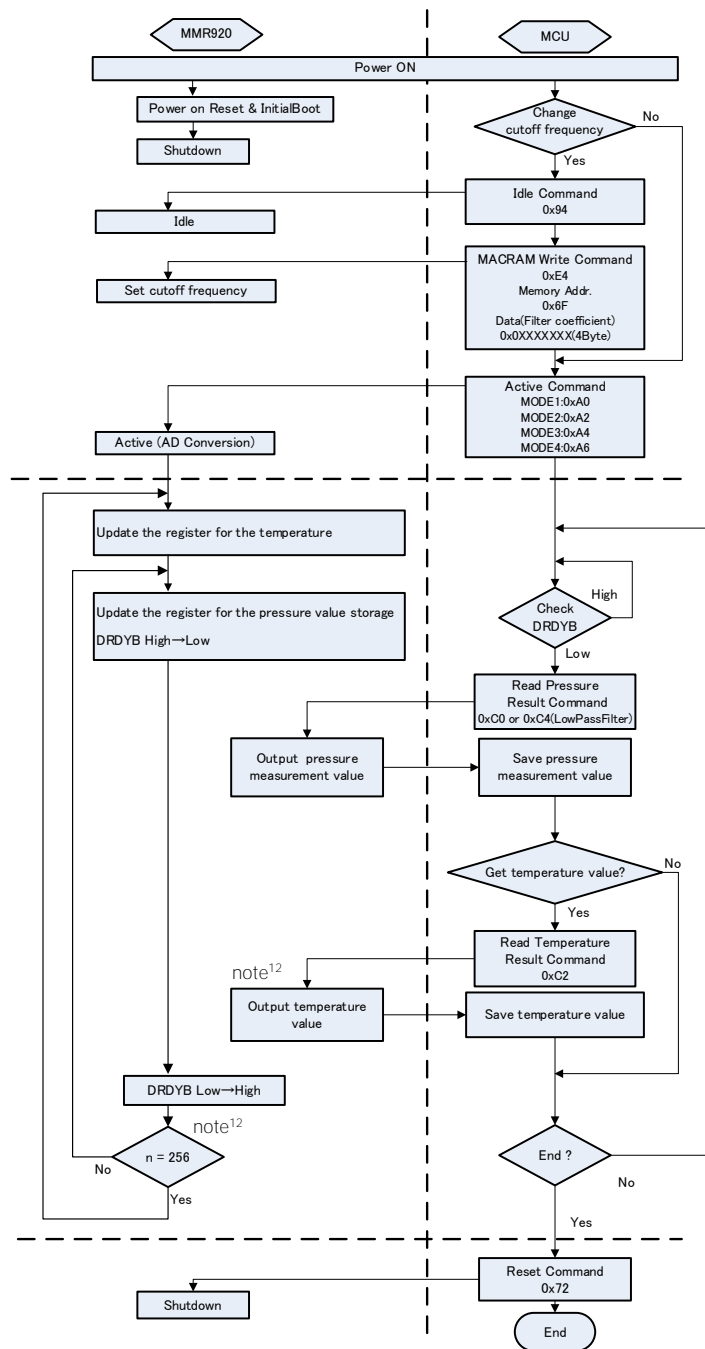 MMR920
MCU
Power ON
Power on Reset & InitialBoot
Change
cutoff frequency
No
Shutdown
Yes
Idle Command
0x94
Idle
MACRAM Write Command
0xE4
Memory Addr.
0x6F
Data(Filter coefficient)
0x0XXXXXXX(4Byte)
Set cutoff frequency
Active Command
MODE1:0xA0
MODE2:0xA2
MODE3:0xA4
MODE4:0xA6
Active (AD Conversion)
Update the register for the temperature
Update the register for the pressure value storage
DRDYB High→Low
High
Check
DRDYB
Low
Read Pressure
Result Command
0xC0 or 0xC4(LowPassFilter)
Output pressure
measurement value
Save pressure
measurement value
Get temperature value?
No
Yes
Read Temperature
Result Command
0xC2
note12
Output temperature
value
Save temperature value
DRDYB Low→High
note12
n = 256
No
Yes
End ?
No
Yes
Reset Command
0x72
Shutdown
End